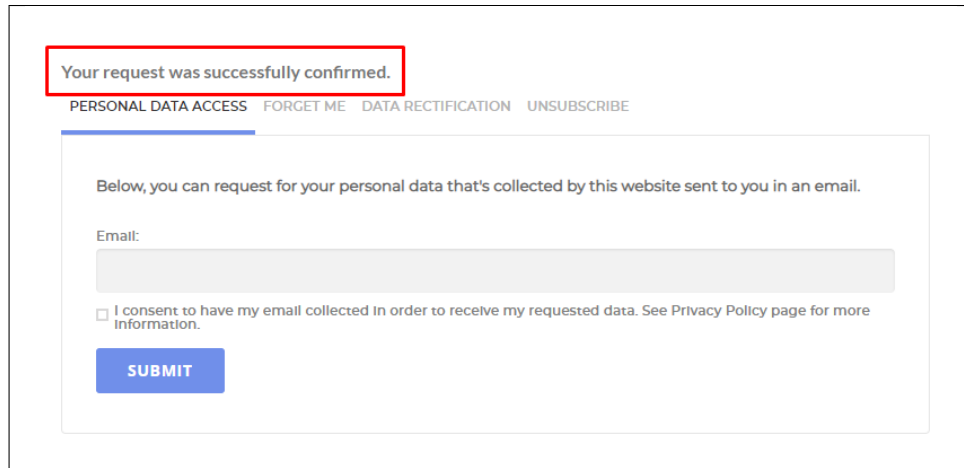 Your request was successfully confirmed.
PERSONAL DATA ACCESS FORGET ME DATA RECTIFICATION UNSUBSCRIBE
Below, you can request for your personal data that's collected by this website sent to you in an email.
Email:
I consent to have my email collected in order to receive my requested data. See Privacy Policy page for more
information.
SUBMIT